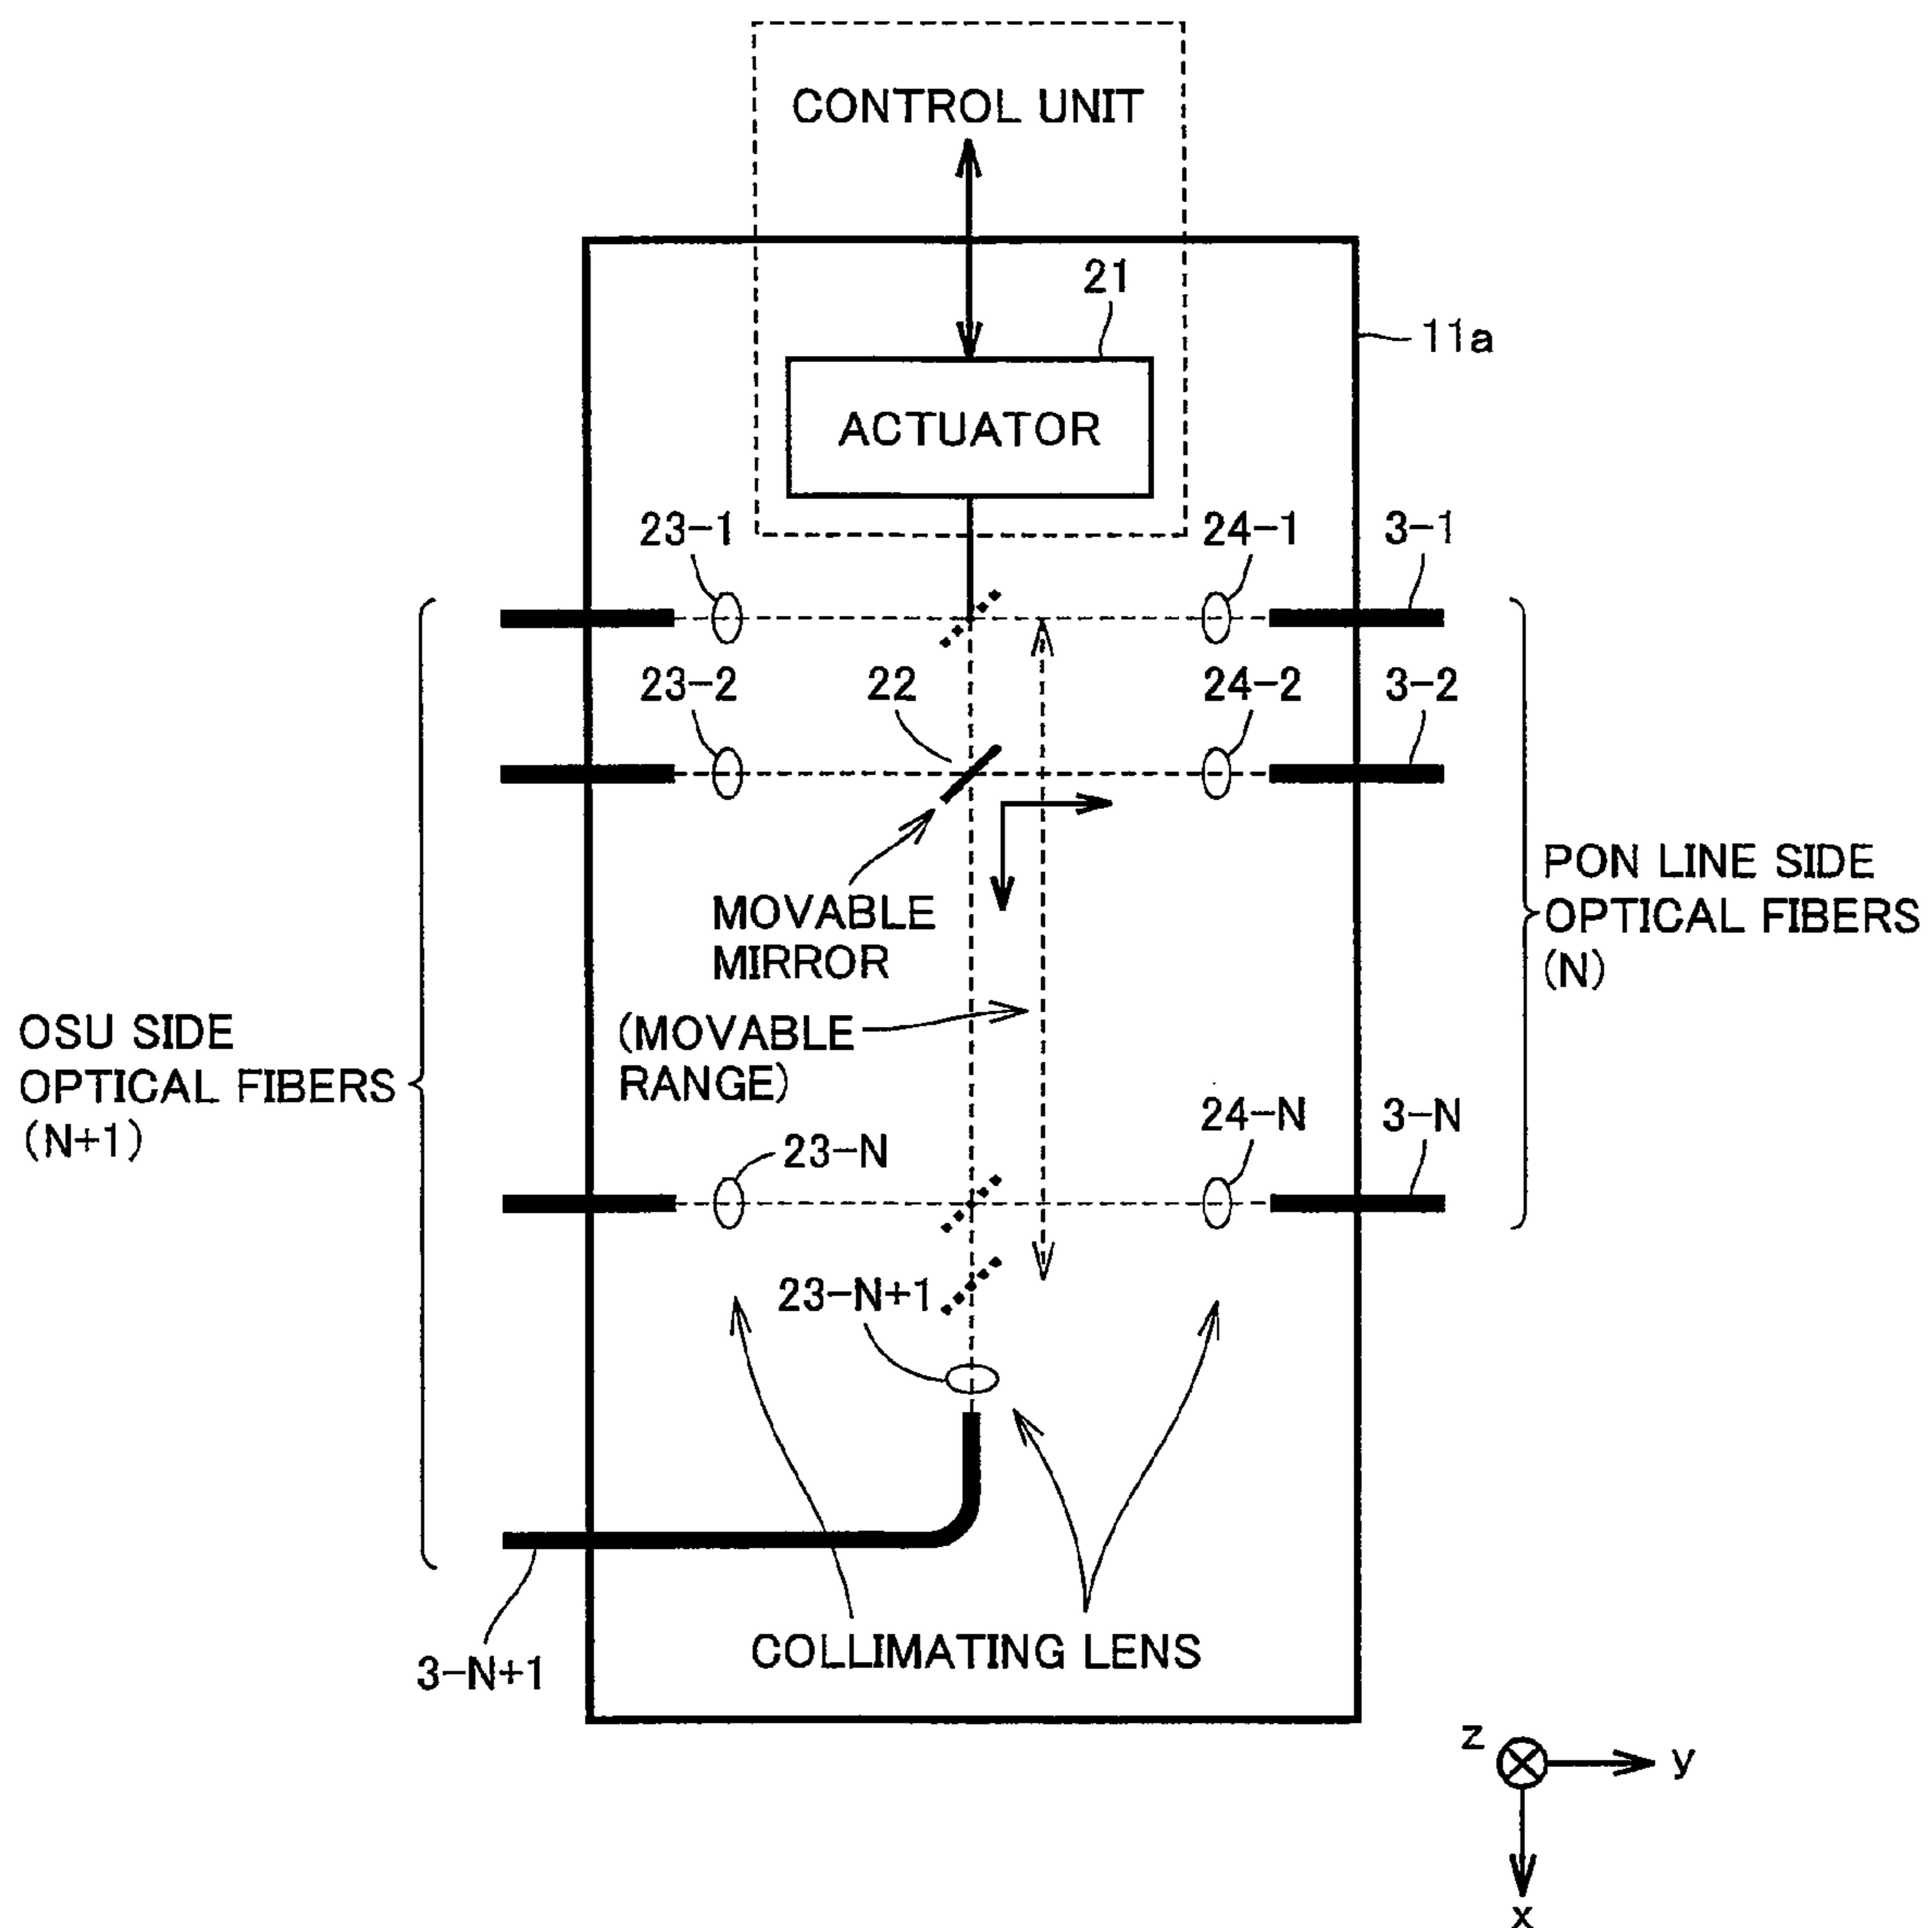 CONTROL UNIT
21
11a
ACTUATOR
23-1
24-1
3-1
23-2
22
24-2
3-2
MOVABLE
MIRROR
PON LINE SIDE
OPTICAL FIBERS
(N)
(MOVABLE
RANGE)
OSU SIDE
OPTICAL FIBERS
(N+1)
23-N
24-N
3-N
23-N+1
3-N+1
COLLIMATING LENS
z
y
x